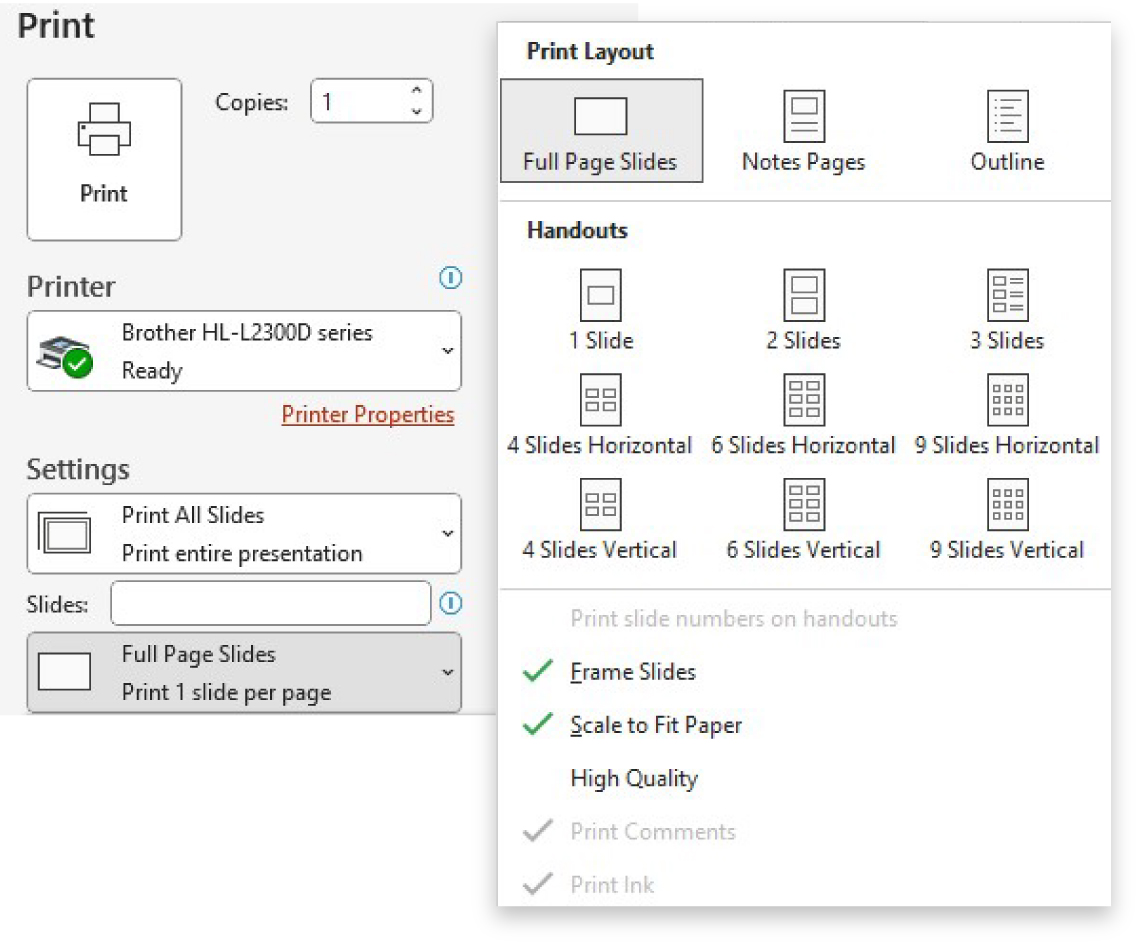 Print
Copies: 1
Print
Printer
Brother HL-L2300D series
Ready
Printer Properties
Settings
Print All Slides
Print entire presentation
Slides:
Full Page Slides
Print 1 slide per page
Print Layout
Full Page Slides Notes Pages Outline
Handouts
1 Slide 2 Slides 3 Slides
4 Slides Horizontal 6 Slides Horizontal 9 Slides Horizontal
4 Slides Vertical 6 Slides Vertical 9 Slides Vertical
Print slide numbers on handouts
Frame Slides
Scale to Fit Paper
High Quality
Print Comments
Print Ink